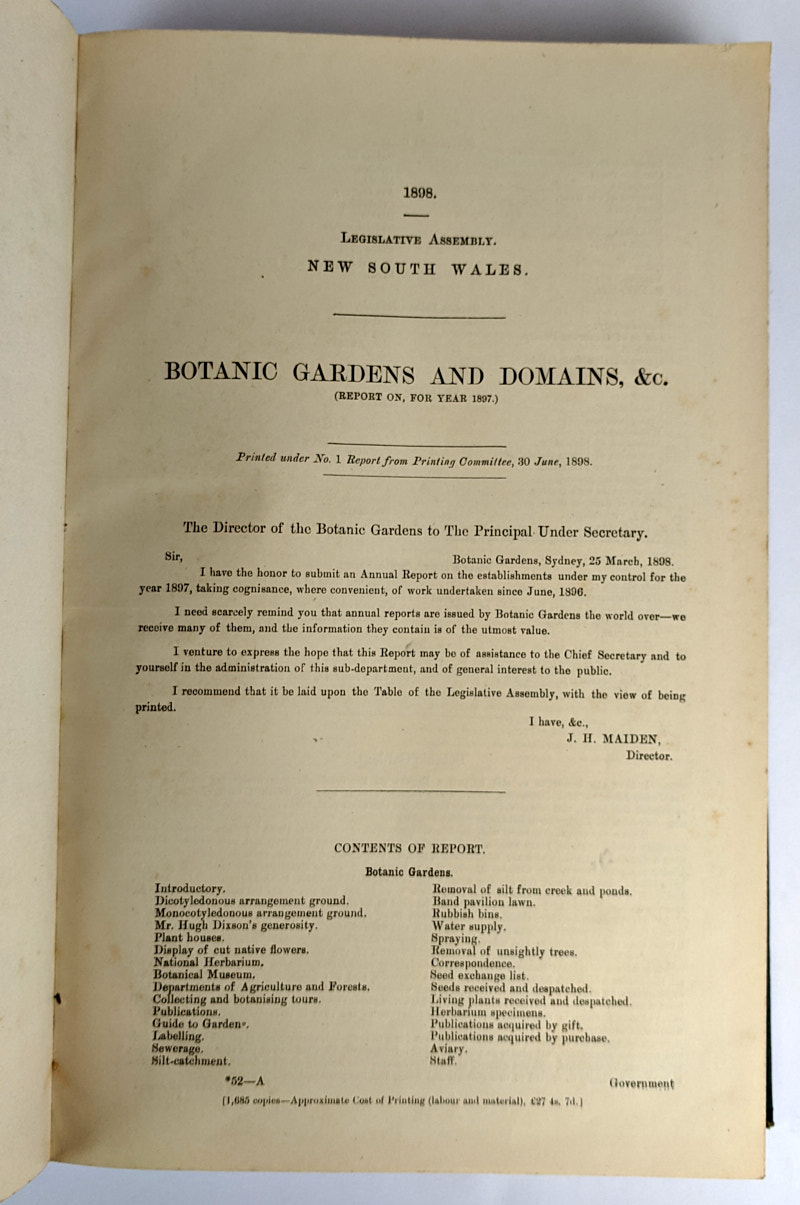 1898.
LEGISLATIVE ASSEMBLY.
NEW SOUTH WALES.
BOTANIC GARDENS AND DOMAINS, &c.
(REPORT ON, FOR YEAR 1897.)
Printed under No. 1 Report from Printing Committee, 30 June, 1898.
The Director of the Botanic Gardens to The Principal Under Secretary.
Sir, Botanic Gardens, Sydney, 25 March, 1898.
I have the honor to submit an Annual Report on the establishments under my control for the
year 1897, taking cognisance, where convenient, of work undertaken since June, 1896.
I need scarcely remind you that annual reports are issued by Botanic Gardens the world over—we
receive many of them, and the information they contain is of the utmost value.
I venture to express the hope that this Report may be of assistance to the Chief Secretary and to
yourself in the administration of this sub-department, and of general interest to the public.
I recommend that it be laid upon the Table of the Legislative Assembly, with the view of being
printed.
I have, &c.,
J. H. MAIDEN,
Director.
CONTENTS OF REPORT.
Botanic Gardens.
Introductory.
Dicotyledonous arrangement ground.
Monocotyledonous arrangement ground.
Mr. Hugh Dixson's generosity.
Plant houses.
Display of cut native flowers.
National Herbarium.
Botanical Museum.
Departments of Agriculture and Forests.
Collecting and botanising tours.
Publications.
Guide to Gardens.
Labelling.
Sewerage.
Silt-catchment.
Removal of silt from creek and ponds.
Band pavilion lawn.
Rubbish bins.
Water supply.
Spraying.
Removal of unsightly trees.
Correspondence.
Seed exchange list.
Seeds received and despatched.
Living plants received and despatched.
Herbarium specimens.
Publications acquired by gift.
Publications acquired by purchase.
Aviary.
Staff.
*52—A
Government
[1,685 copies—Approximate Cost of Printing (labour and material), £27 4s. 7d.]